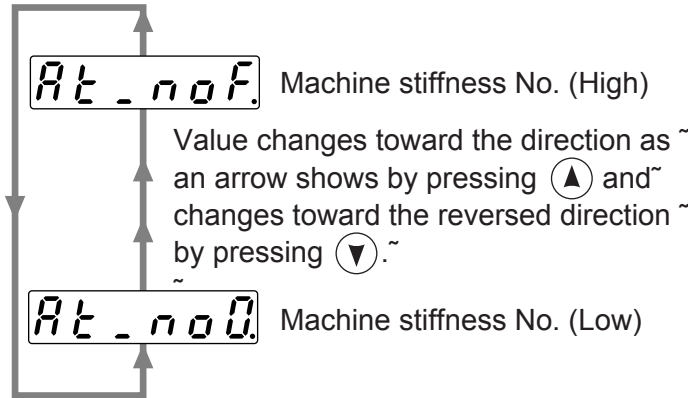 At_noF. Machine stiffness No. (High)
Value changes toward the direction as ˜
an arrow shows by pressing ▲ and˜
changes toward the reversed direction ˜
by pressing ▼.˜
˜
At_no0. Machine stiffness No. (Low)